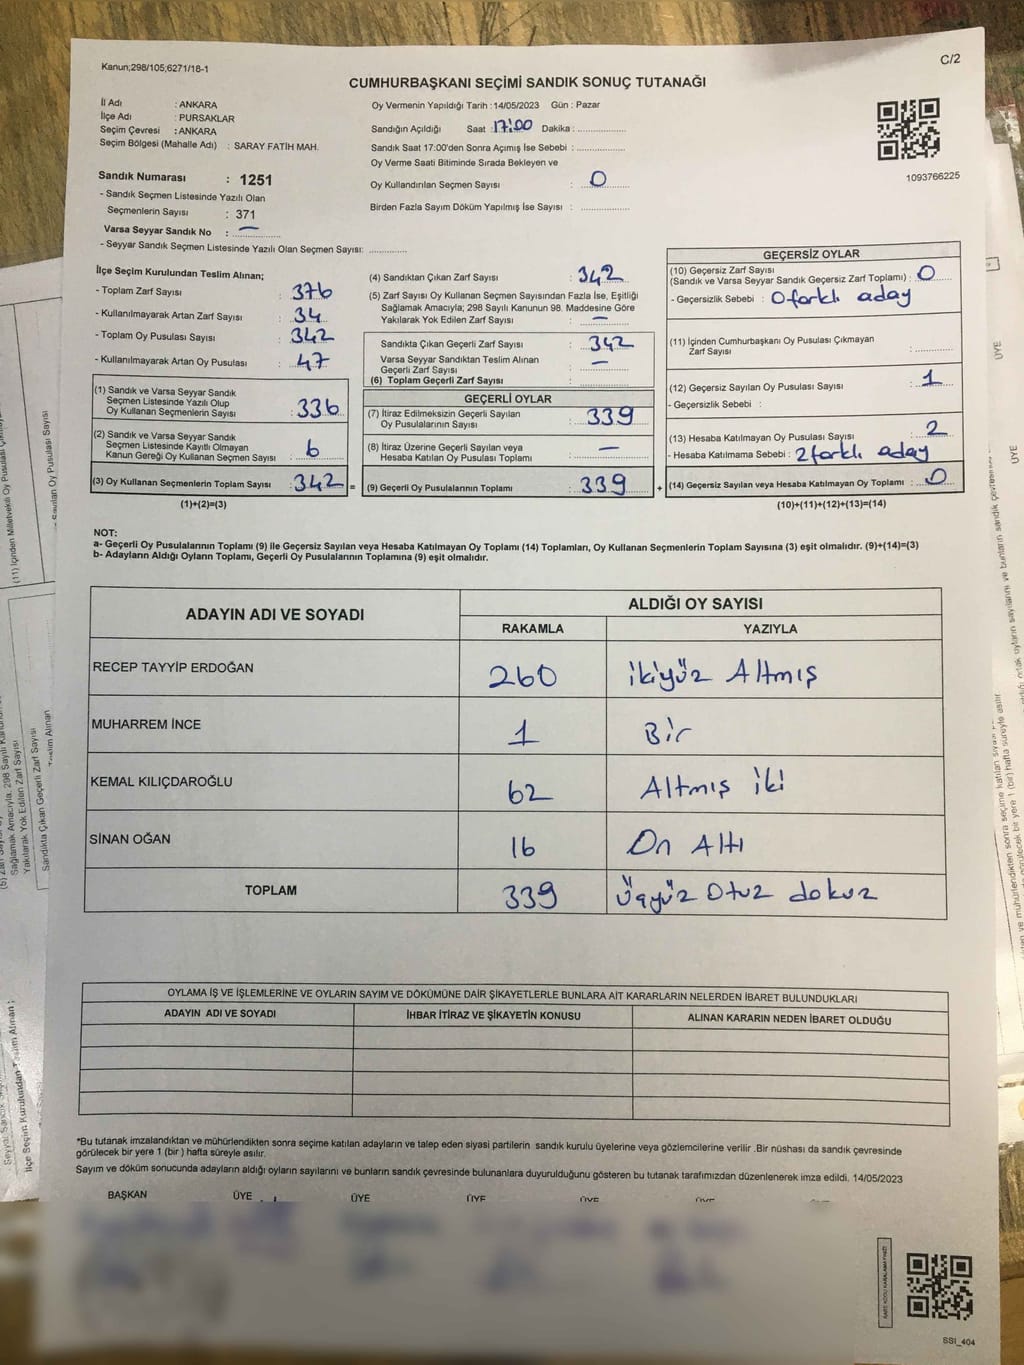 Kanun;298/105;6271/18-1
C/2
CUMHURBAŞKANI SEÇİMİ SANDIK SONUÇ TUTANAĞI
İl Adı : ANKARA
İlçe Adı : PURSAKLAR
Seçim Çevresi : ANKARA
Seçim Bölgesi (Mahalle Adı) : SARAY FATİH MAH.
Sandık Numarası : 1251
- Sandık Seçmen Listesinde Yazılı Olan
Seçmenlerin Sayısı : 371
Varsa Seyyar Sandık No : —
- Seyyar Sandık Seçmen Listesinde Yazılı Olan Seçmen Sayısı: ............
Oy Vermenin Yapıldığı Tarih : 14/05/2023 Gün : Pazar
Sandığın Açıldığı Saat : 17:00 Dakika : ................
Sandık Saat 17:00'den Sonra Açımış İse Sebebi : ................
Oy Verme Saati Bitiminde Sırada Bekleyen ve
Oy Kullandırılan Seçmen Sayısı : 0
Birden Fazla Sayım Döküm Yapılmış İse Sayısı : ................
1093766225
İlçe Seçim Kurulundan Teslim Alınan;
- Toplam Zarf Sayısı : 376
- Kullanılmayarak Artan Zarf Sayısı : 34
- Toplam Oy Pusulası Sayısı : 342
- Kullanılmayarak Artan Oy Pusulası : 47
(1) Sandık ve Varsa Seyyar Sandık
Seçmen Listesinde Yazılı Olup
Oy Kullanan Seçmenlerin Sayısı : 336
(2) Sandık ve Varsa Seyyar Sandık
Seçmen Listesinde Kayıtlı Olmayan
Kanun Gereği Oy Kullanan Seçmen Sayısı : 6
(3) Oy Kullanan Seçmenlerin Toplam Sayısı : 342 =
(1)+(2)=(3)
(4) Sandıktan Çıkan Zarf Sayısı : 342
(5) Zarf Sayısı Oy Kullanan Seçmen Sayısından Fazla İse, Eşitliği
Sağlamak Amacıyla; 298 Sayılı Kanunun 98. Maddesine Göre
Yakılarak Yok Edilen Zarf Sayısı : —
Sandıkta Çıkan Geçerli Zarf Sayısı : 342
Varsa Seyyar Sandıktan Teslim Alınan
Geçerli Zarf Sayısı : —
(6) Toplam Geçerli Zarf Sayısı : ................
GEÇERLİ OYLAR
(7) İtiraz Edilmeksizin Geçerli Sayılan
Oy Pusulalarının Sayısı : 339
(8) İtiraz Üzerine Geçerli Sayılan veya
Hesaba Katılan Oy Pusulası Toplamı : —
(9) Geçerli Oy Pusulalarının Toplamı : 339 +
GEÇERSİZ OYLAR
(10) Geçersiz Zarf Sayısı
(Sandık ve Varsa Seyyar Sandık Geçersiz Zarf Toplamı) : 0
- Geçersizlik Sebebi : 0 farklı aday
(11) İçinden Cumhurbaşkanı Oy Pusulası Çıkmayan
Zarf Sayısı : ............
(12) Geçersiz Sayılan Oy Pusulası Sayısı : 1
- Geçersizlik Sebebi :
(13) Hesaba Katılmayan Oy Pusulası Sayısı : 2
- Hesaba Katılmama Sebebi : 2 farklı aday
(14) Geçersiz Sayılan veya Hesaba Katılmayan Oy Toplamı : 0
(10)+(11)+(12)+(13)=(14)
NOT:
a- Geçerli Oy Pusulalarının Toplamı (9) ile Geçersiz Sayılan veya Hesaba Katılmayan Oy Toplamı (14) Toplamları, Oy Kullanan Seçmenlerin Toplam Sayısına (3) eşit olmalıdır. (9)+(14)=(3)
b- Adayların Aldığı Oyların Toplamı, Geçerli Oy Pusulalarının Toplamına (9) eşit olmalıdır.
ADAYIN ADI VE SOYADI ALDIĞI OY SAYISI
RAKAMLA YAZIYLA
RECEP TAYYİP ERDOĞAN 260 İkiyüz Altmış
MUHARREM İNCE 1 Bir
KEMAL KILIÇDAROĞLU 62 Altmış iki
SİNAN OĞAN 16 On Altı
TOPLAM 339 Üçyüz Otuz dokuz
OYLAMA İŞ VE İŞLEMLERİNE VE OYLARIN SAYIM VE DÖKÜMÜNE DAİR ŞİKAYETLERLE BUNLARA AİT KARARLARIN NELERDEN İBARET BULUNDUKLARI
ADAYIN ADI VE SOYADI İHBAR İTİRAZ VE ŞİKAYETİN KONUSU ALINAN KARARIN NEDEN İBARET OLDUĞU
*Bu tutanak imzalandıktan ve mühürlendikten sonra seçime katılan adayların ve talep eden siyasi partilerin sandık kurulu üyelerine veya gözlemcilerine verilir .Bir nüshası da sandık çevresinde
görülecek bir yere 1 (bir ) hafta süreyle asılır.
Sayım ve döküm sonucunda adayların aldığı oyların sayılarını ve bunların sandık çevresinde bulunanlara duyurulduğunu gösteren bu tutanak tarafımızdan düzenlenerek imza edildi. 14/05/2023
BAŞKAN ÜYE ÜYE ÜYE ÜYE ÜYE
SSI_404